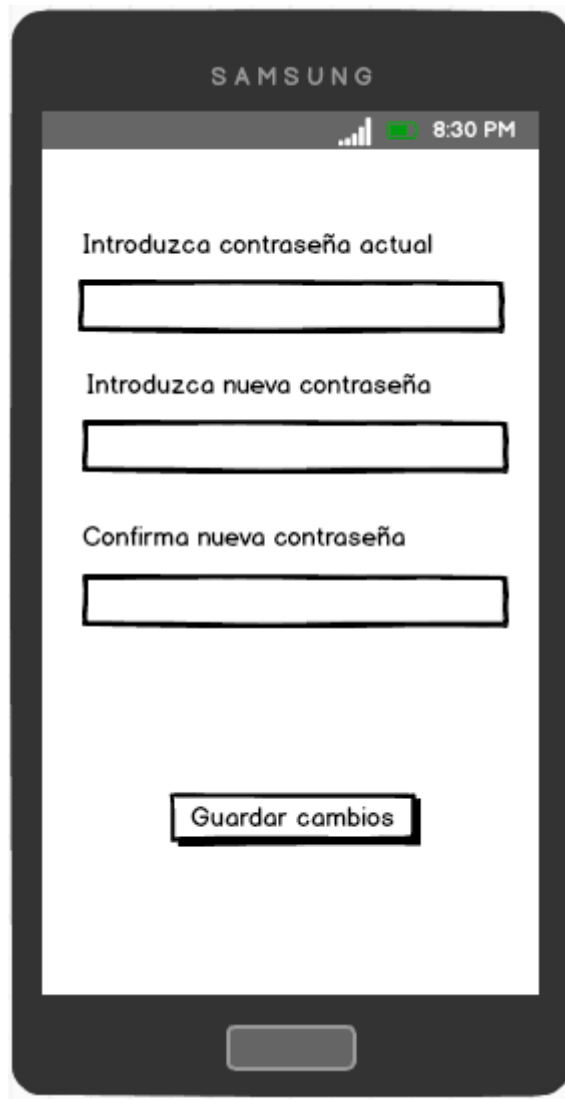 SAMSUNG
8:30 PM
Introduzca contraseña actual
Introduzca nueva contraseña
Confirma nueva contraseña
Guardar cambios